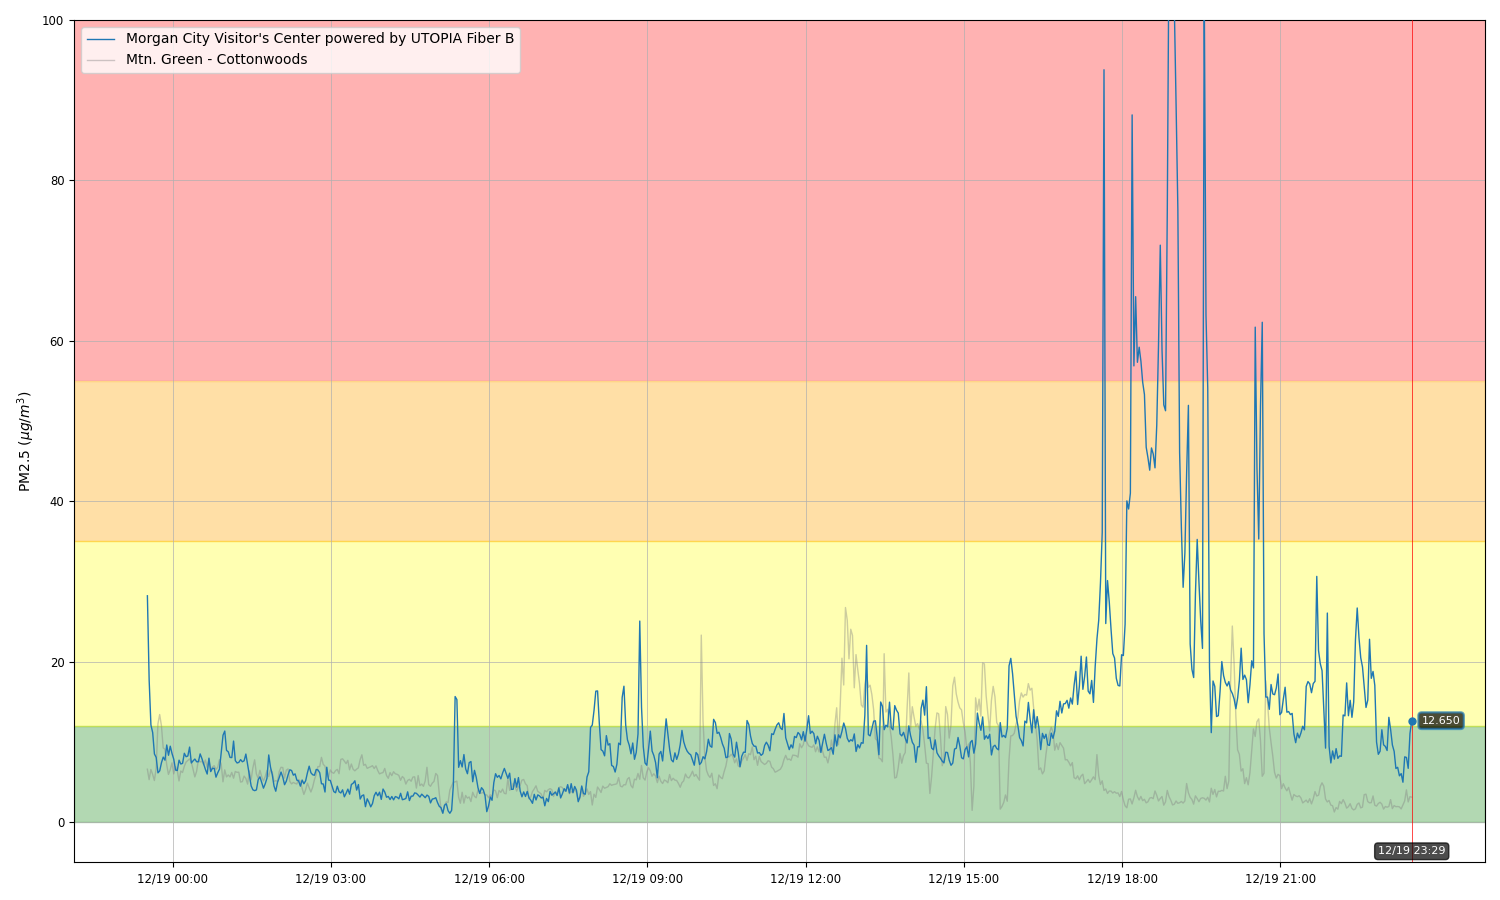 100
Morgan City Visitor's Center powered by UTOPIA Fiber B
Mtn. Green - Cottonwoods
80
60
PM2.5 (μg/m³)
40
20
12.650
0
12/19 23:29
12/19 00:00 12/19 03:00 12/19 06:00 12/19 09:00 12/19 12:00 12/19 15:00 12/19 18:00 12/19 21:00